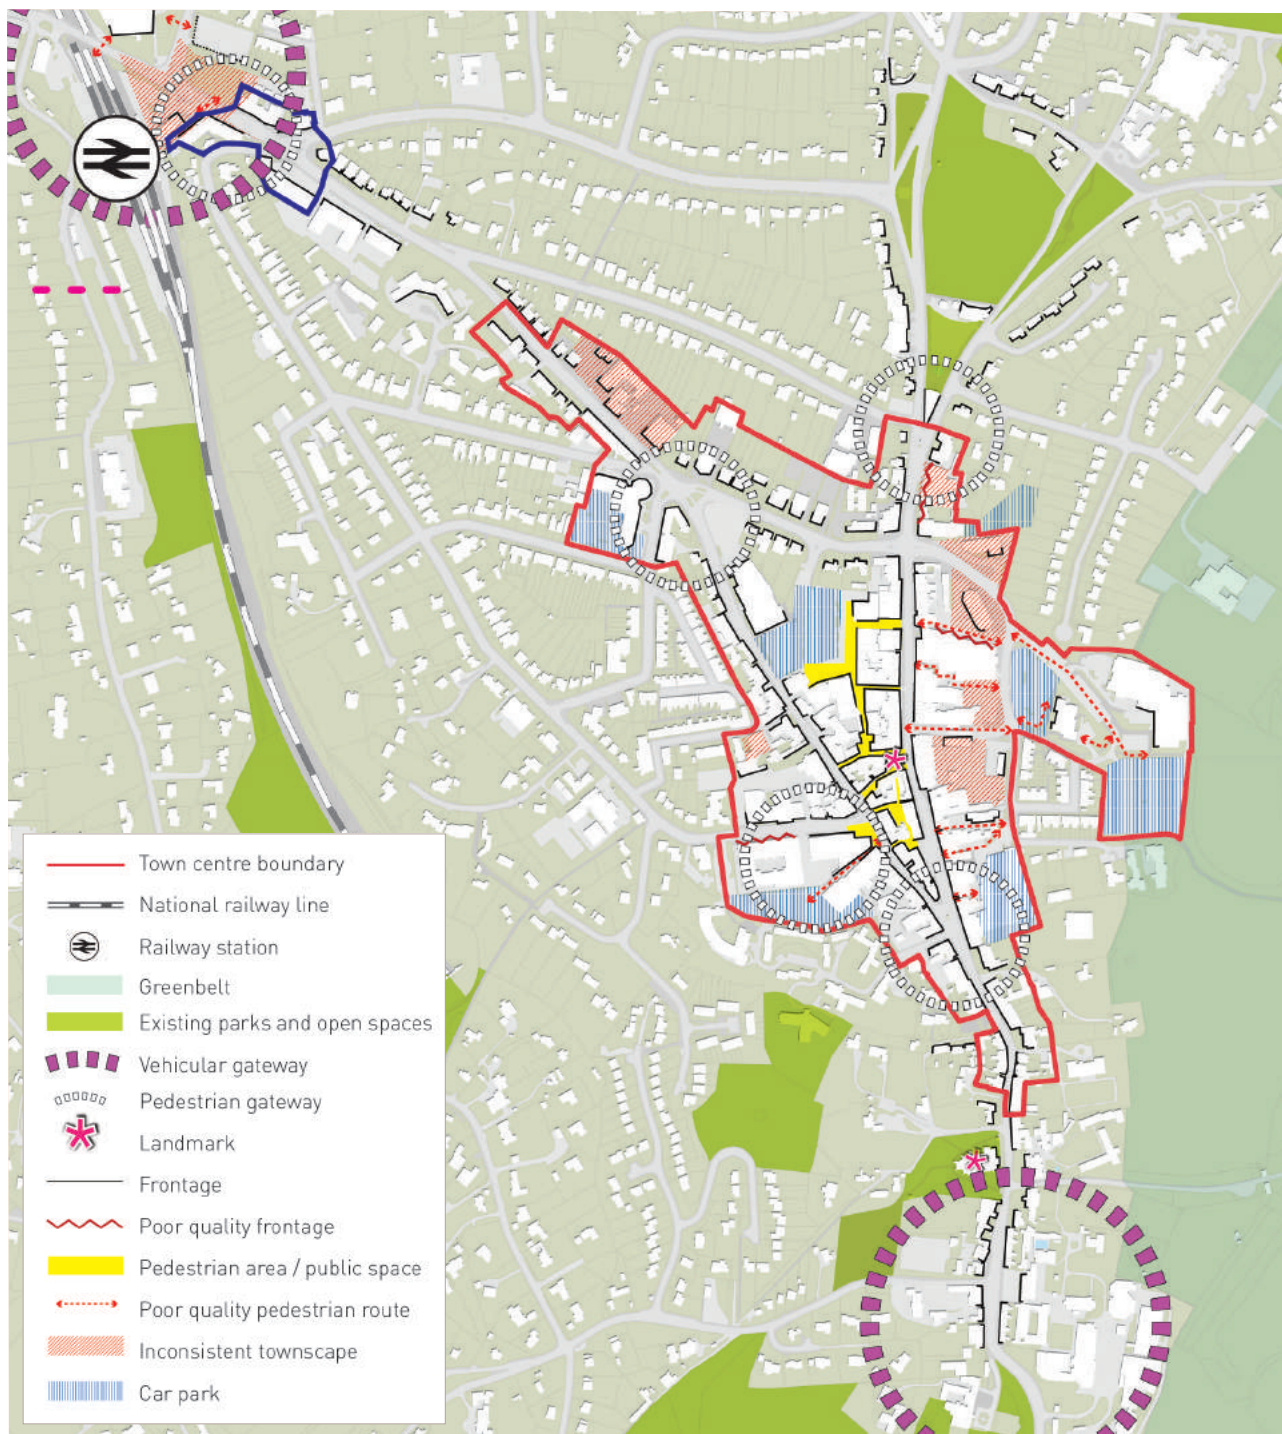 Town centre boundary
National railway line
Railway station
Greenbelt
Existing parks and open spaces
Vehicular gateway
Pedestrian gateway
Landmark
Frontage
Poor quality frontage
Pedestrian area / public space
Poor quality pedestrian route
Inconsistent townscape
Car park